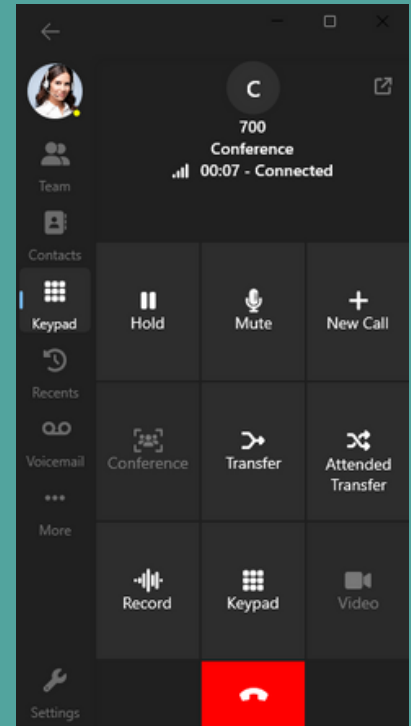 C
700
Conference
00:07 - Connected
Team
Contacts
Keypad
Recents
Voicemail
More
Settings
Hold
Mute
New Call
Conference
Transfer
Attended
Transfer
Record
Keypad
Video